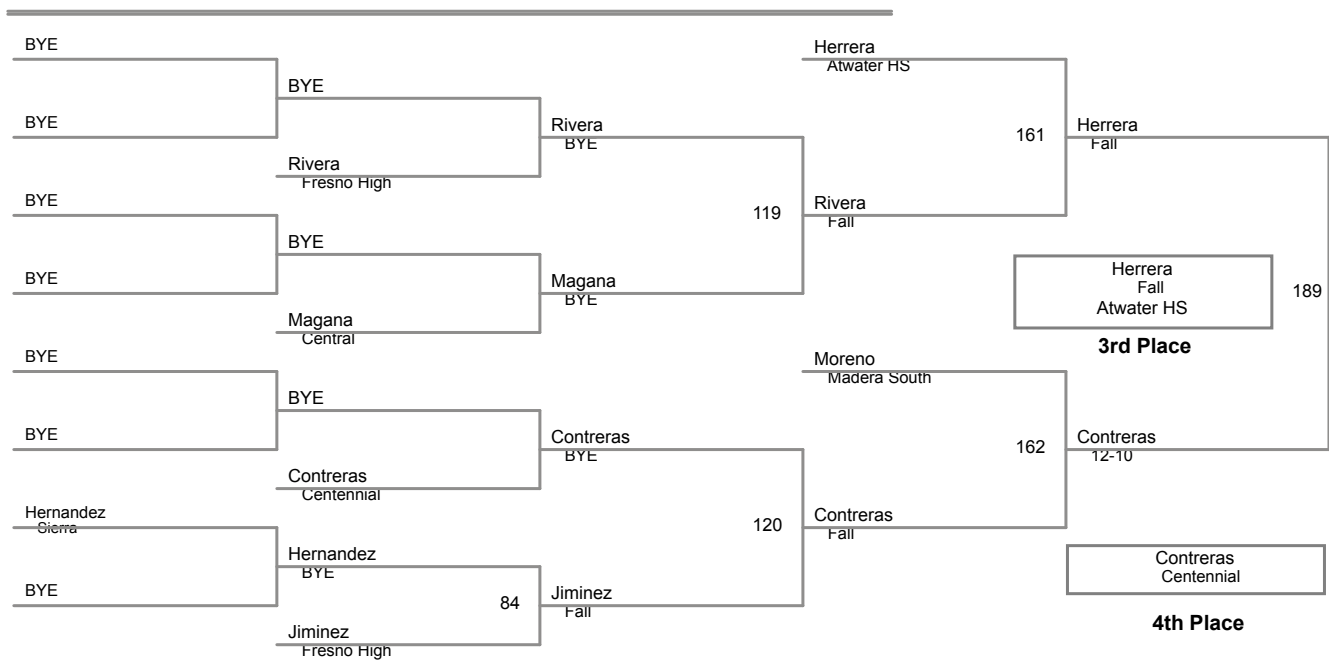 BYE
Herrera
Atwater HS
BYE
BYE
Rivera
BYE
161
Herrera
Fall
Rivera
Fresno High
BYE
119
Rivera
Fall
BYE
BYE
Magana
BYE
Herrera
Fall
Atwater HS
189
Magana
Central
3rd Place
BYE
Moreno
Madera South
BYE
BYE
Contreras
BYE
162
Contreras
12-10
Contreras
Centennial
Hernandez
Sierra
120
Contreras
Fall
Hernandez
BYE
Contreras
Centennial
BYE
84
Jiminez
Fall
4th Place
Jiminez
Fresno High